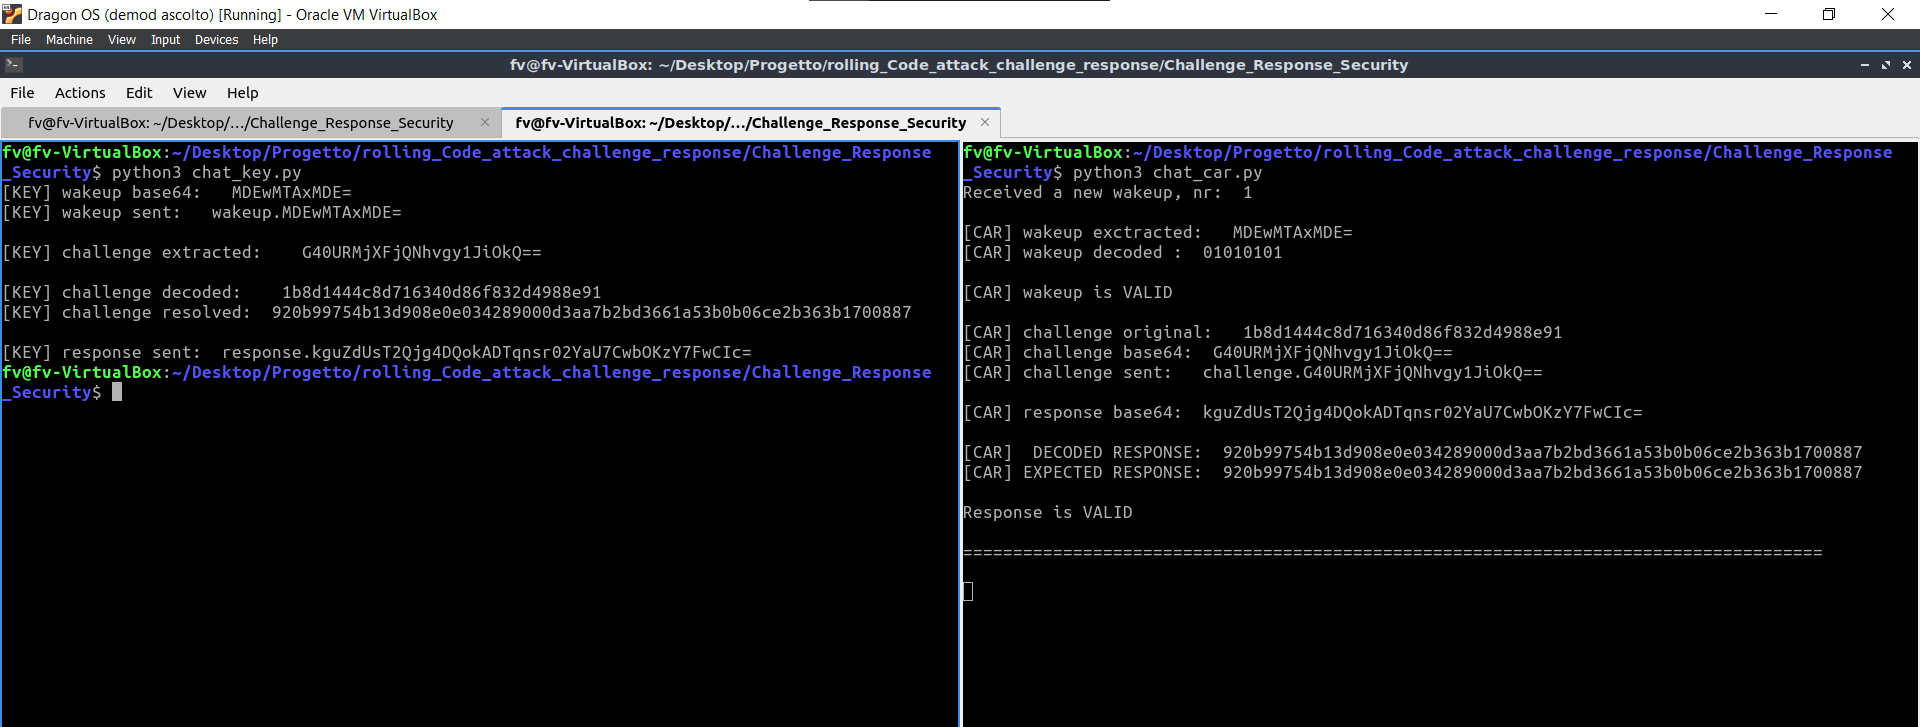 Dragon OS (demod ascolto) [Running] - Oracle VM VirtualBox
File Machine View Input Devices Help
fv@fv-VirtualBox: ~/Desktop/Progetto/rolling_Code_attack_challenge_response/Challenge_Response_Security
File Actions Edit View Help
fv@fv-VirtualBox: ~/Desktop/.../Challenge_Response_Security
fv@fv-VirtualBox: ~/Desktop/.../Challenge_Response_Security
fv@fv-VirtualBox:~/Desktop/Progetto/rolling_Code_attack_challenge_response/Challenge_Response
_Security$ python3 chat_key.py
[KEY] wakeup base64:   MDEwMTAxMDE=
[KEY] wakeup sent:   wakeup.MDEwMTAxMDE=
[KEY] challenge extracted:    G40URMjXFjQNhvgy1JiOkQ==
[KEY] challenge decoded:    1b8d1444c8d716340d86f832d4988e91
[KEY] challenge resolved:  920b99754b13d908e0e034289000d3aa7b2bd3661a53b0b06ce2b363b1700887
[KEY] response sent:  response.kguZdUsT2Qjg4DQokADTqnsr02YaU7CwbOKzY7FwCIc=
fv@fv-VirtualBox:~/Desktop/Progetto/rolling_Code_attack_challenge_response/Challenge_Response
_Security$
fv@fv-VirtualBox:~/Desktop/Progetto/rolling_Code_attack_challenge_response/Challenge_Response
_Security$ python3 chat_car.py
Received a new wakeup, nr:  1
[CAR] wakeup exctracted:   MDEwMTAxMDE=
[CAR] wakeup decoded :  01010101
[CAR] wakeup is VALID
[CAR] challenge original:   1b8d1444c8d716340d86f832d4988e91
[CAR] challenge base64:  G40URMjXFjQNhvgy1JiOkQ==
[CAR] challenge sent:   challenge.G40URMjXFjQNhvgy1JiOkQ==
[CAR] response base64:  kguZdUsT2Qjg4DQokADTqnsr02YaU7CwbOKzY7FwCIc=
[CAR]  DECODED RESPONSE:  920b99754b13d908e0e034289000d3aa7b2bd3661a53b0b06ce2b363b1700887
[CAR] EXPECTED RESPONSE:  920b99754b13d908e0e034289000d3aa7b2bd3661a53b0b06ce2b363b1700887
Response is VALID
======================================================================================